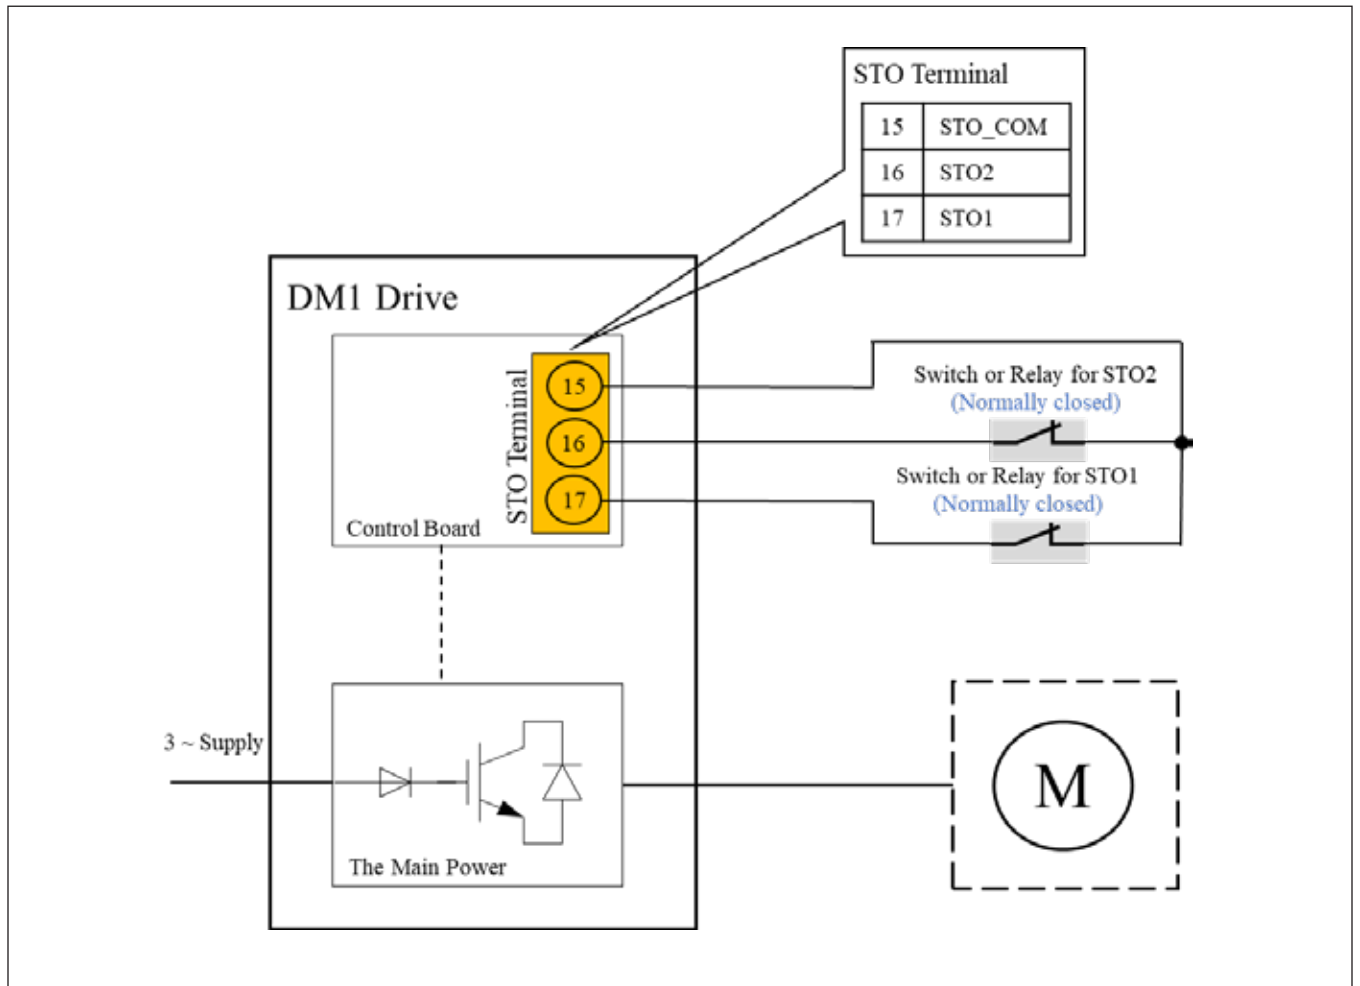 STO Terminal
15 STO_COM
16 STO2
17 STO1
DM1 Drive
STO Terminal
15
16
17
Control Board
Switch or Relay for STO2
(Normally closed)
Switch or Relay for STO1
(Normally closed)
3 ~ Supply
The Main Power
M